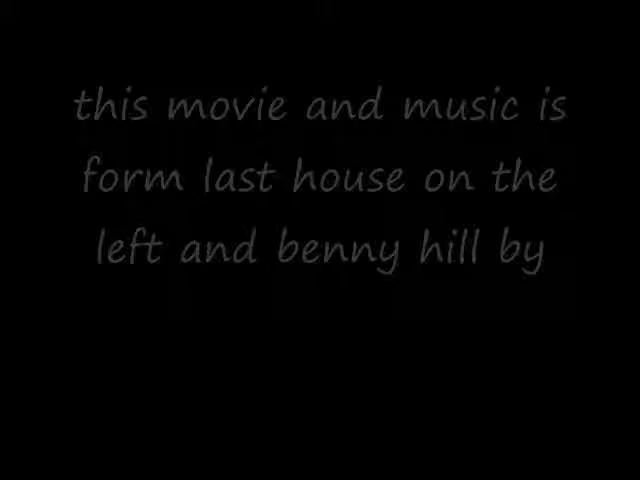 this movie and music is
form last house on the
left and benny hill by